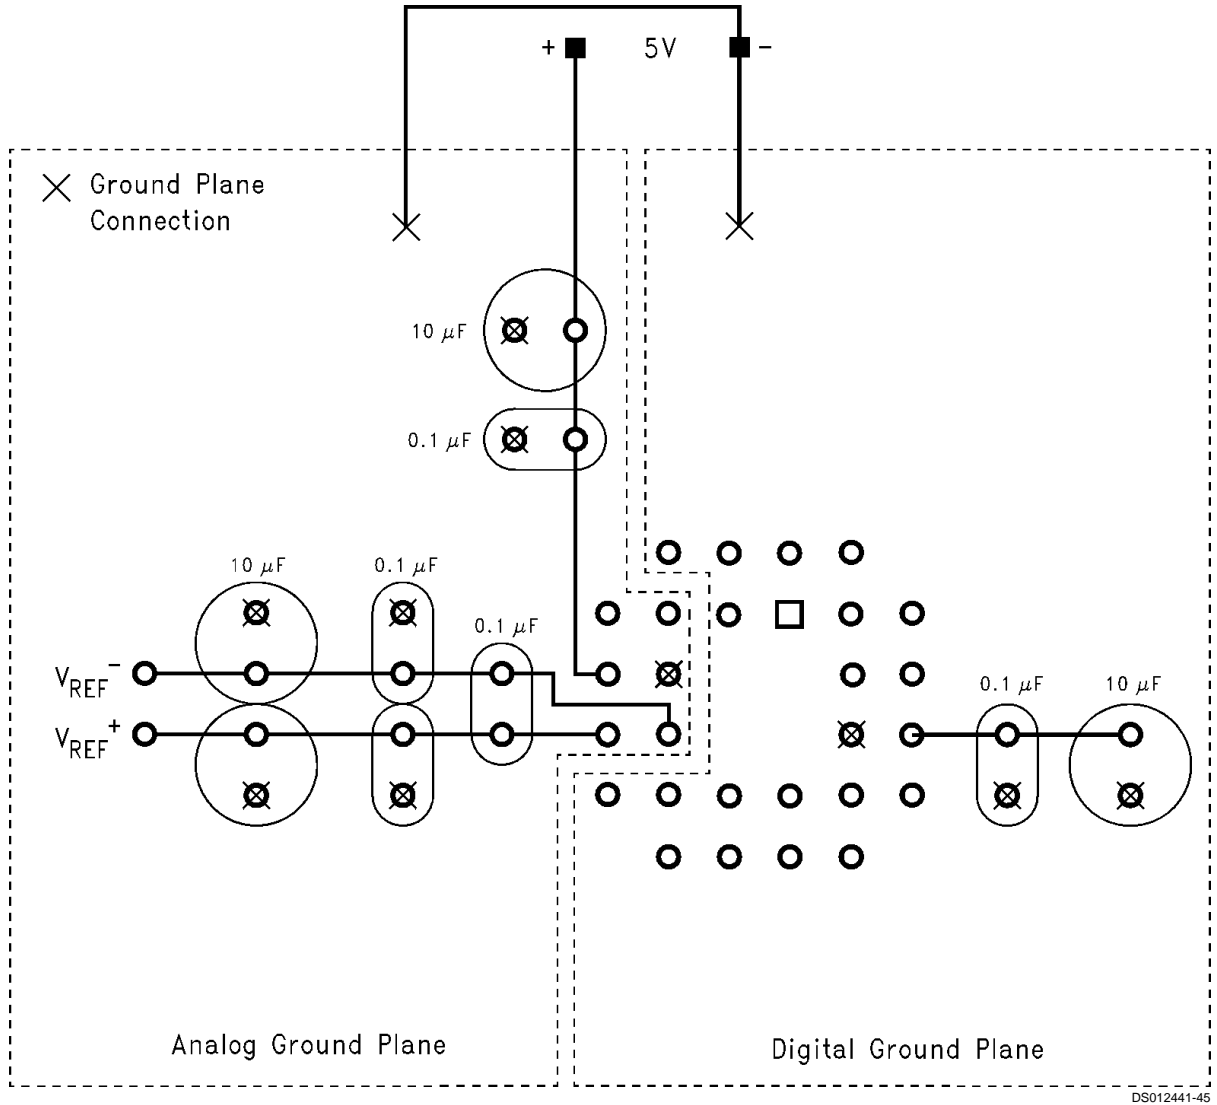 + 5V −
Ground Plane
Connection
10 μF
0.1 μF
10 μF
0.1 μF
0.1 μF
VREF−
VREF+
0.1 μF
10 μF
Analog Ground Plane
Digital Ground Plane
DS012441-45